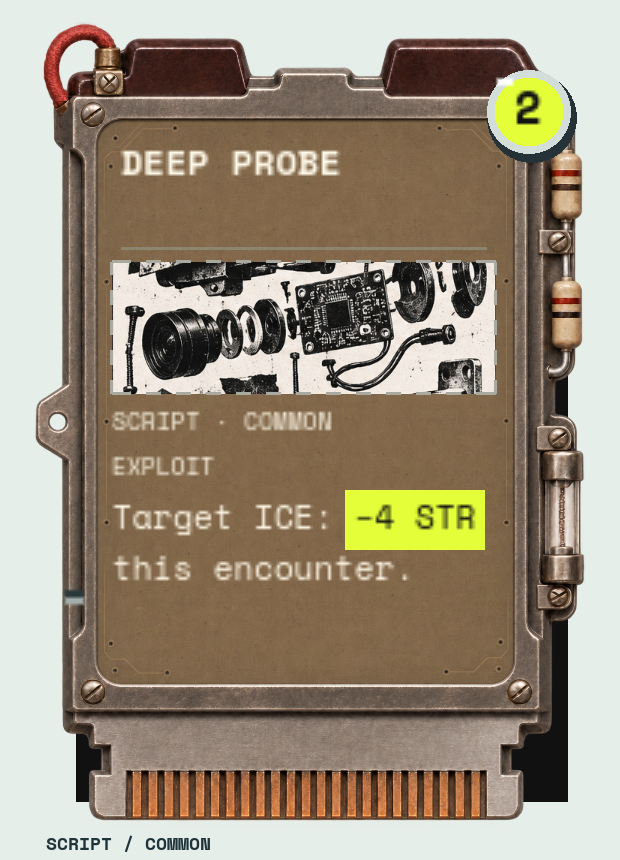 2
DEEP PROBE
SCRIPT · COMMON
EXPLOIT
Target ICE: -4 STR
this encounter.
SCRIPT / COMMON